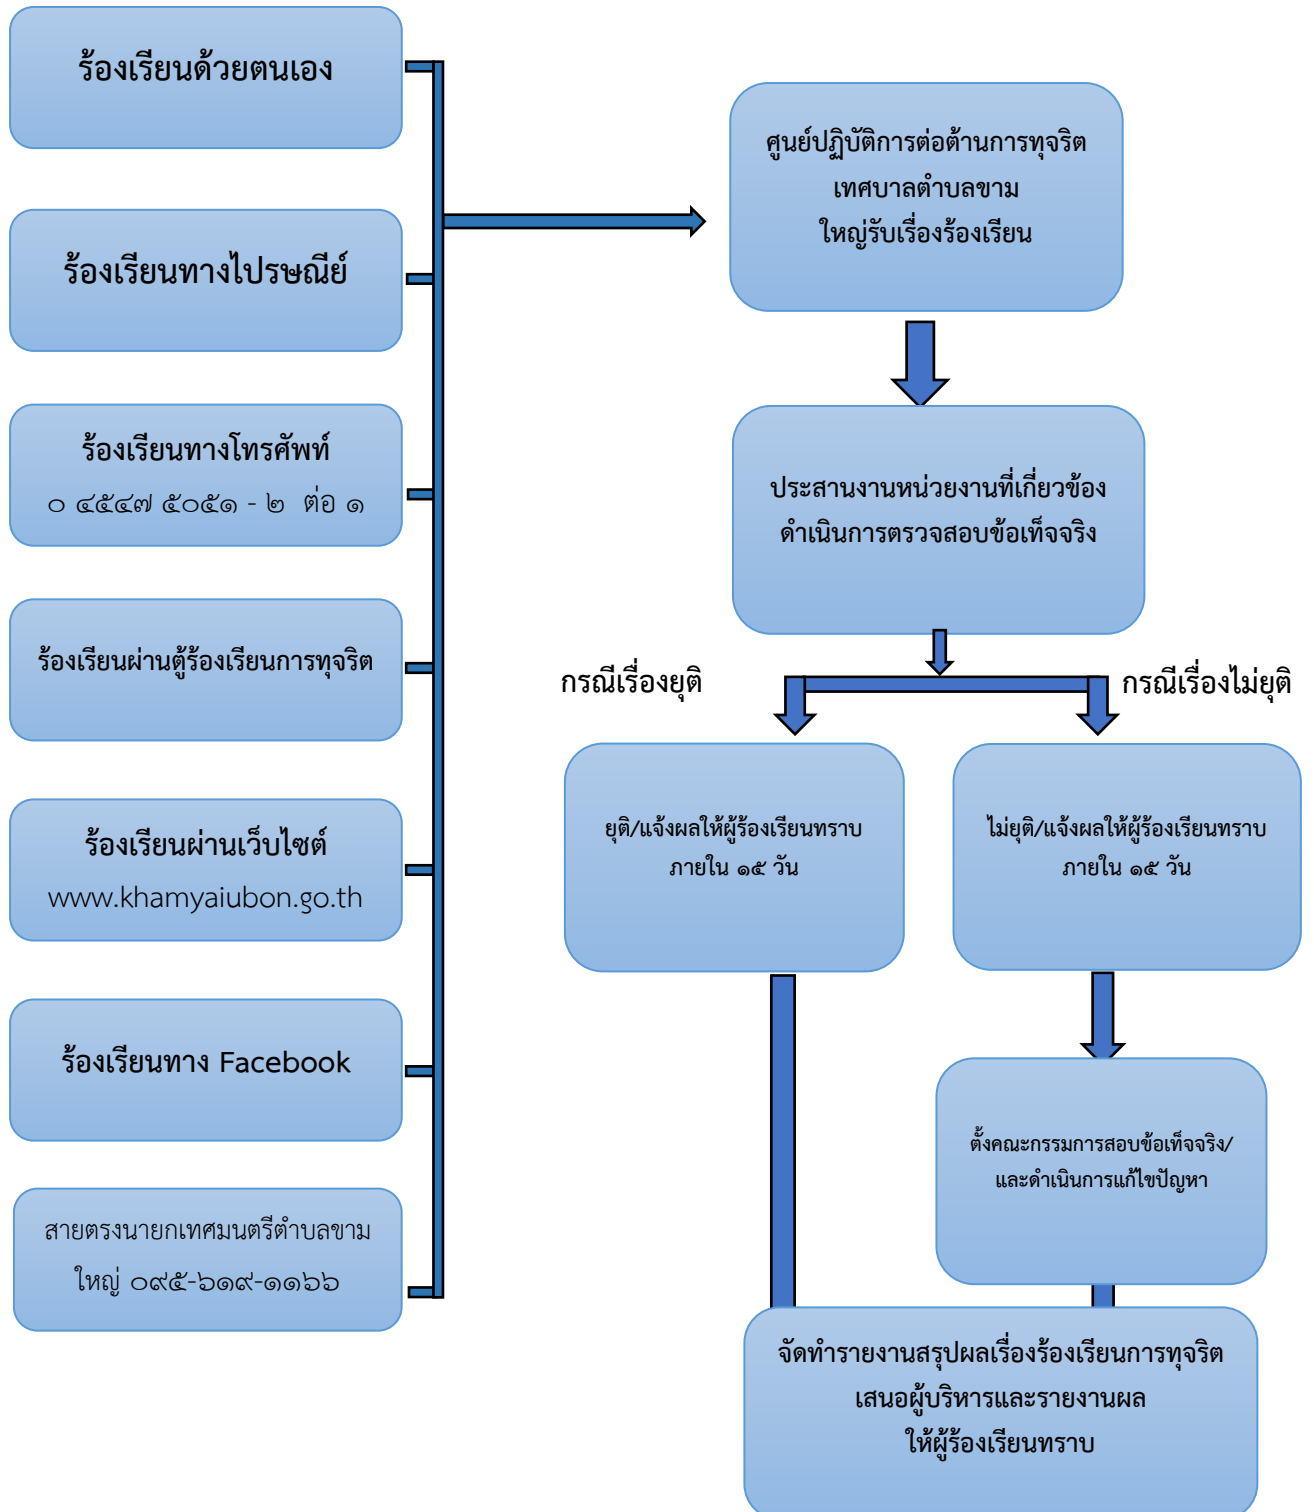 ร้องเรียนด้วยตนเอง
ร้องเรียนทางไปรษณีย์
ร้องเรียนทางโทรศัพท์
๐ ๔๕๔๗ ๕๐๕๑ - ๒ ต่อ ๑
ร้องเรียนผ่านตู้ร้องเรียนการทุจริต
ร้องเรียนผ่านเว็บไซต์
www.khamyaiubon.go.th
ร้องเรียนทาง Facebook
สายตรงนายกเทศมนตรีตำบลขาม
ใหญ่ ๐๙๕-๖๑๙-๑๑๖๖
ศูนย์ปฏิบัติการต่อต้านการทุจริต
เทศบาลตำบลขาม
ใหญ่รับเรื่องร้องเรียน
ประสานงานหน่วยงานที่เกี่ยวข้อง
ดำเนินการตรวจสอบข้อเท็จจริง
กรณีเรื่องยุติ
กรณีเรื่องไม่ยุติ
ยุติ/แจ้งผลให้ผู้ร้องเรียนทราบ
ภายใน ๑๕ วัน
ไม่ยุติ/แจ้งผลให้ผู้ร้องเรียนทราบ
ภายใน ๑๕ วัน
ตั้งคณะกรรมการสอบข้อเท็จจริง/
และดำเนินการแก้ไขปัญหา
จัดทำรายงานสรุปผลเรื่องร้องเรียนการทุจริต
เสนอผู้บริหารและรายงานผล
ให้ผู้ร้องเรียนทราบ